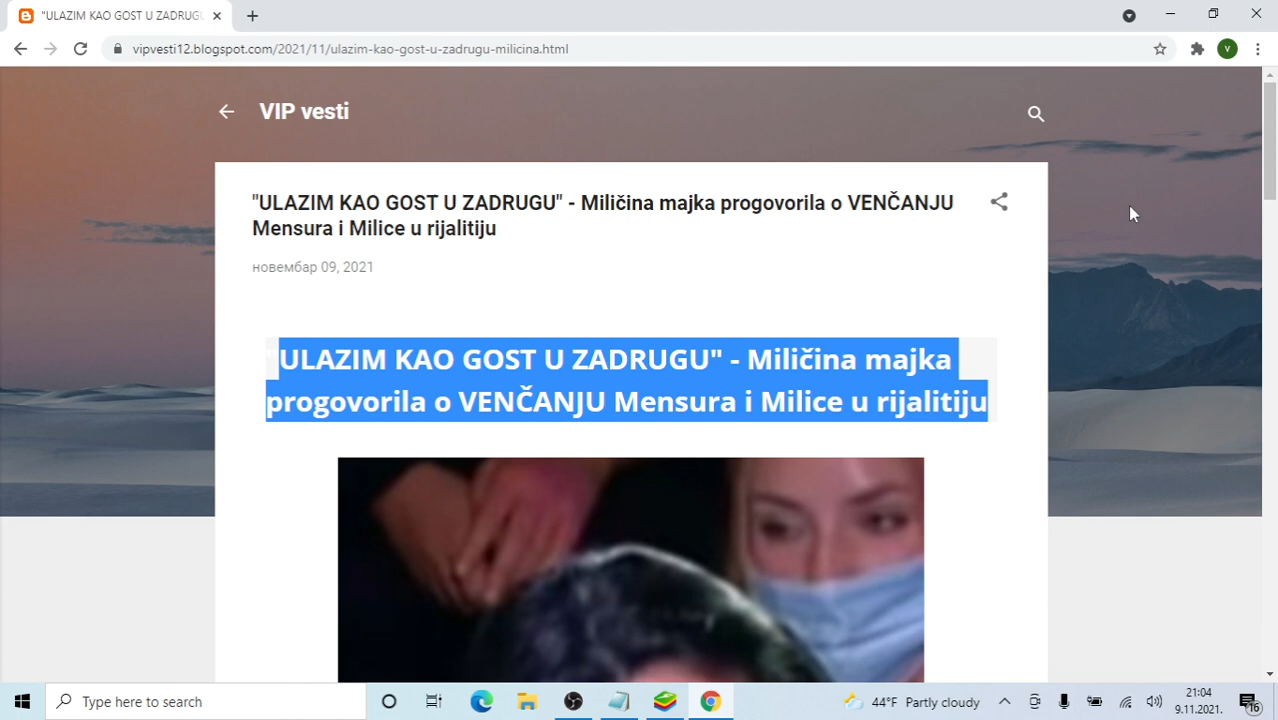 "ULAZIM KAO GOST U ZADRUGU
vipvesti12.blogspot.com/2021/11/ulazim-kao-gost-u-zadrugu-milicina.html
V
VIP vesti
"ULAZIM KAO GOST U ZADRUGU" - Miličina majka progovorila o VENČANJU
Mensura i Milice u rijalitiju
новембар 09, 2021
"ULAZIM KAO GOST U ZADRUGU" - Miličina majka
progovorila o VENČANJU Mensura i Milice u rijalitiju
Type here to search
44°F Partly cloudy
21:04
9.11.2021.
16